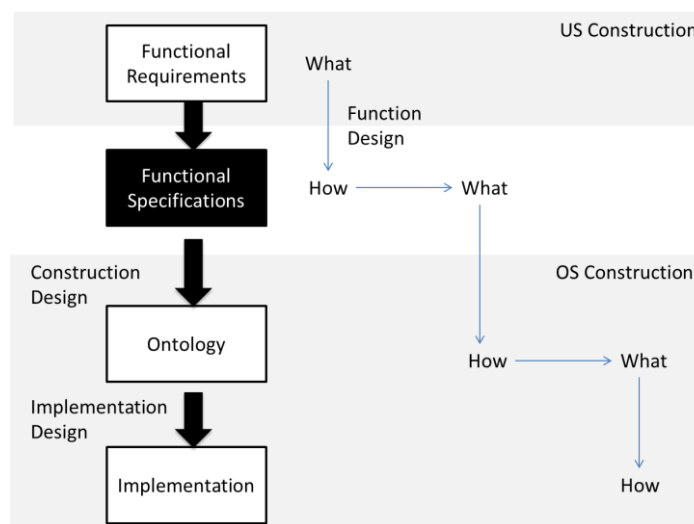 US Construction
Functional
Requirements
What
Function
Design
Functional
Specifications
How
What
Construction
Design
OS Construction
Ontology
How
What
Implementation
Design
Implementation
How